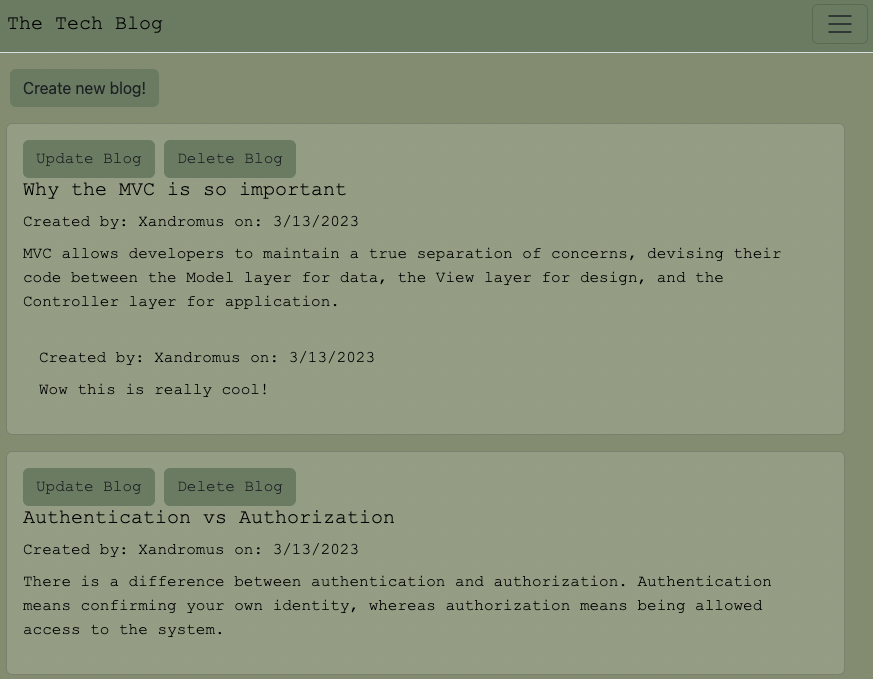 The Tech Blog
Create new blog!
Update Blog Delete Blog
Why the MVC is so important
Created by: Xandromus on: 3/13/2023
MVC allows developers to maintain a true separation of concerns, devising their
code between the Model layer for data, the View layer for design, and the
Controller layer for application.
Created by: Xandromus on: 3/13/2023
Wow this is really cool!
Update Blog Delete Blog
Authentication vs Authorization
Created by: Xandromus on: 3/13/2023
There is a difference between authentication and authorization. Authentication
means confirming your own identity, whereas authorization means being allowed
access to the system.